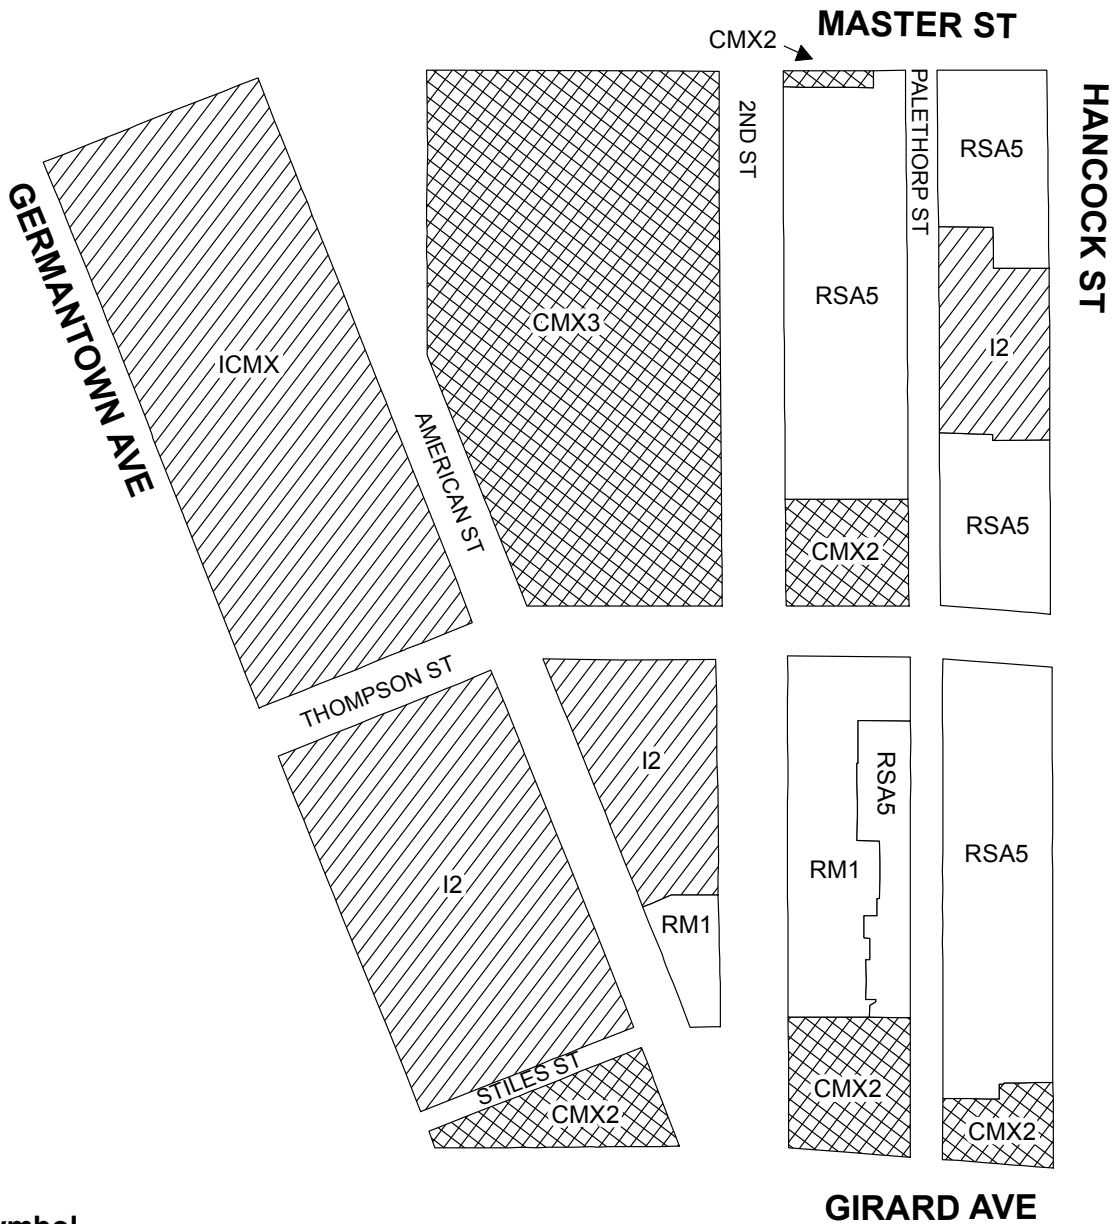 MASTER ST
CMX2
HANCOCK ST
2ND ST
PALETHORP ST
RSA5
GERMANTOWN AVE
RSA5
CMX3
I2
ICMX
AMERICAN ST
RSA5
CMX2
THOMPSON ST
I2
RSA5
RSA5
RM1
I2
RM1
STILES ST
CMX2
CMX2
CMX2
GIRARD AVE